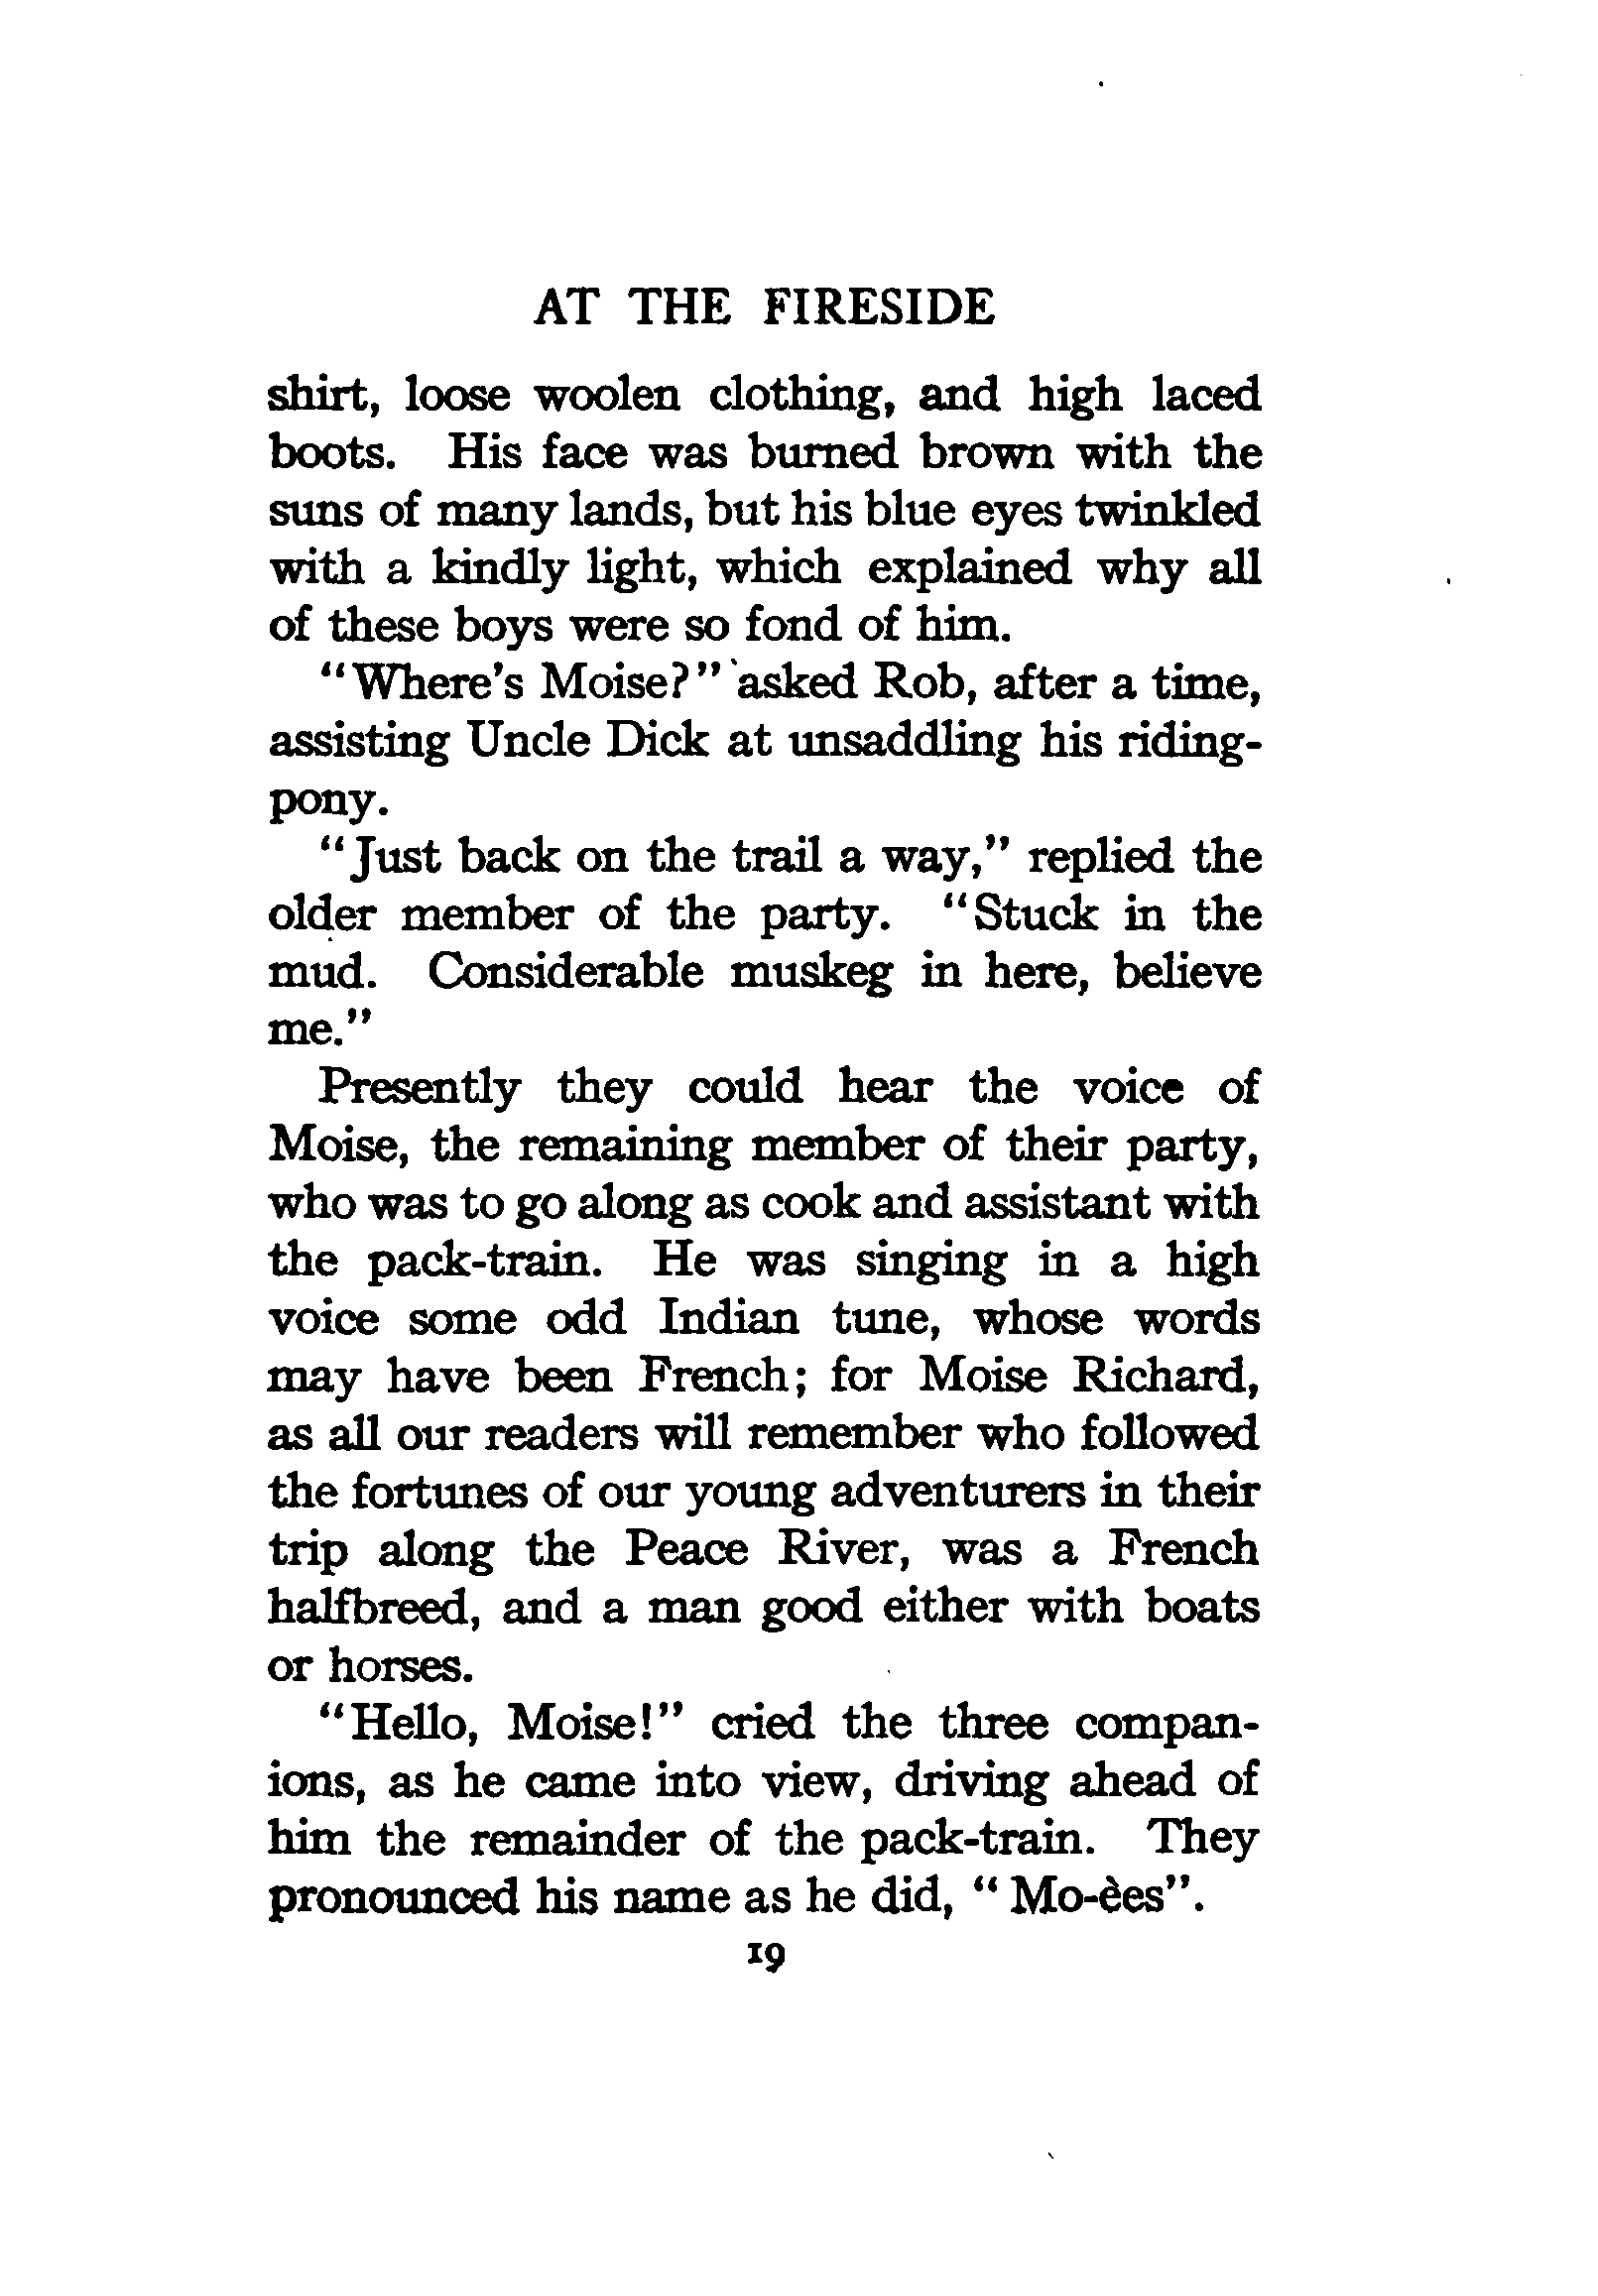 AT THE FIRESIDE
shirt, loose woolen clothing, and high laced
boots. His face was burned brown with the
suns of many lands, but his blue eyes twinkled
with a kindly light, which explained why all
of these boys were so fond of him.
"Where's Moise?" asked Rob, after a time,
assisting Uncle Dick at unsaddling his riding-
pony.
"Just back on the trail a way," replied the
older member of the party. "Stuck in the
mud. Considerable muskeg in here, believe
me."
Presently they could hear the voice of
Moise, the remaining member of their party,
who was to go along as cook and assistant with
the pack-train. He was singing in a high
voice some odd Indian tune, whose words
may have been French; for Moise Richard,
as all our readers will remember who followed
the fortunes of our young adventurers in their
trip along the Peace River, was a French
halfbreed, and a man good either with boats
or horses.
"Hello, Moise!" cried the three compan-
ions, as he came into view, driving ahead of
him the remainder of the pack-train. They
pronounced his name as he did, "Mo-èes".
19